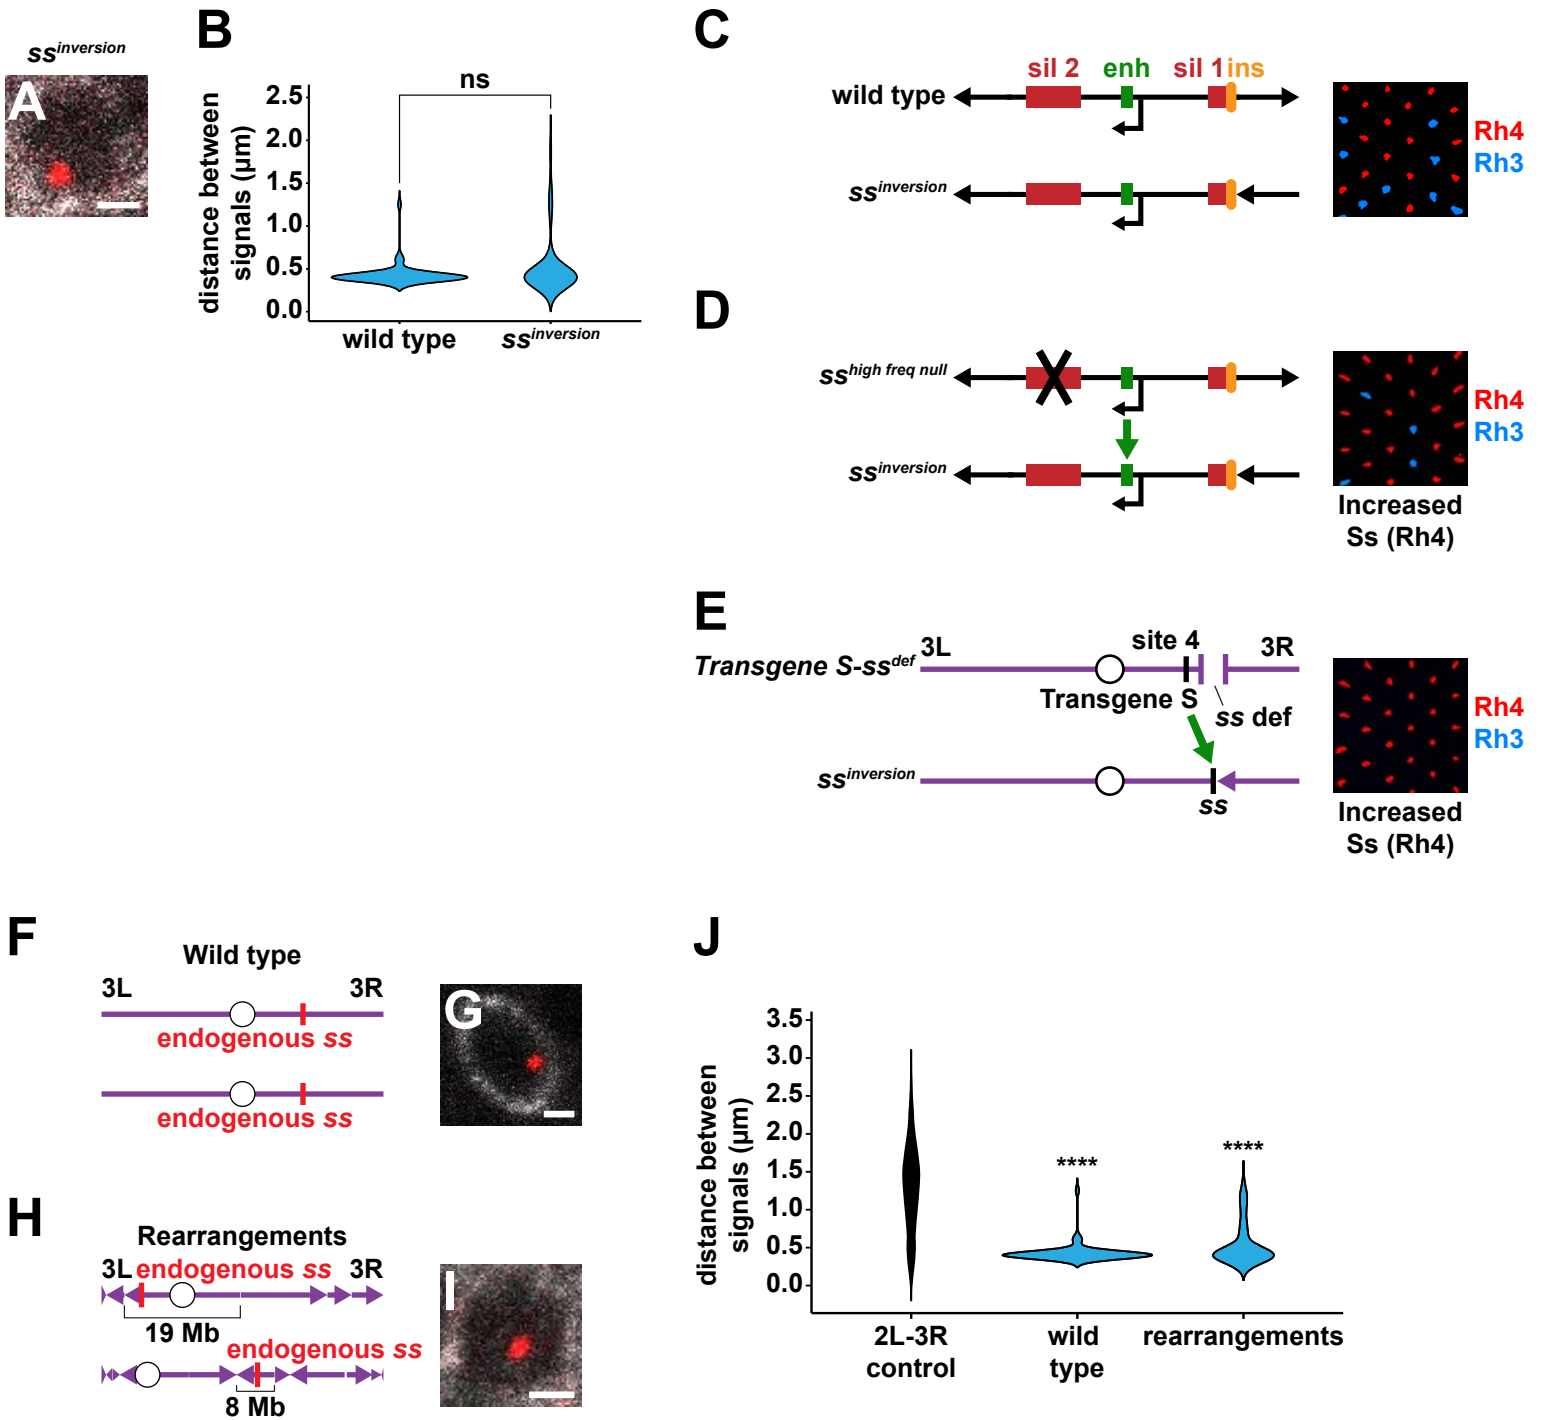 A
ss inversion
B
ns
distance between
signals (µm)
2.5
2.0
1.5
1.0
0.5
0.0
wild type
ss inversion
C
sil 2 enh sil 1 ins
wild type
ss inversion
Rh4
Rh3
D
ss high freq null
ss inversion
Rh4
Rh3
Increased
Ss (Rh4)
E
3L site 4 3R
Transgene S-ss def
Transgene S
ss def
ss inversion
ss
Rh4
Rh3
Increased
Ss (Rh4)
F
Wild type
3L 3R
endogenous ss
endogenous ss
G
H
Rearrangements
3L endogenous ss 3R
19 Mb
endogenous ss
8 Mb
I
J
distance between
signals (µm)
3.5
3.0
2.5
2.0
1.5
1.0
0.5
0.0
****
****
2L-3R
control
wild
type
rearrangements